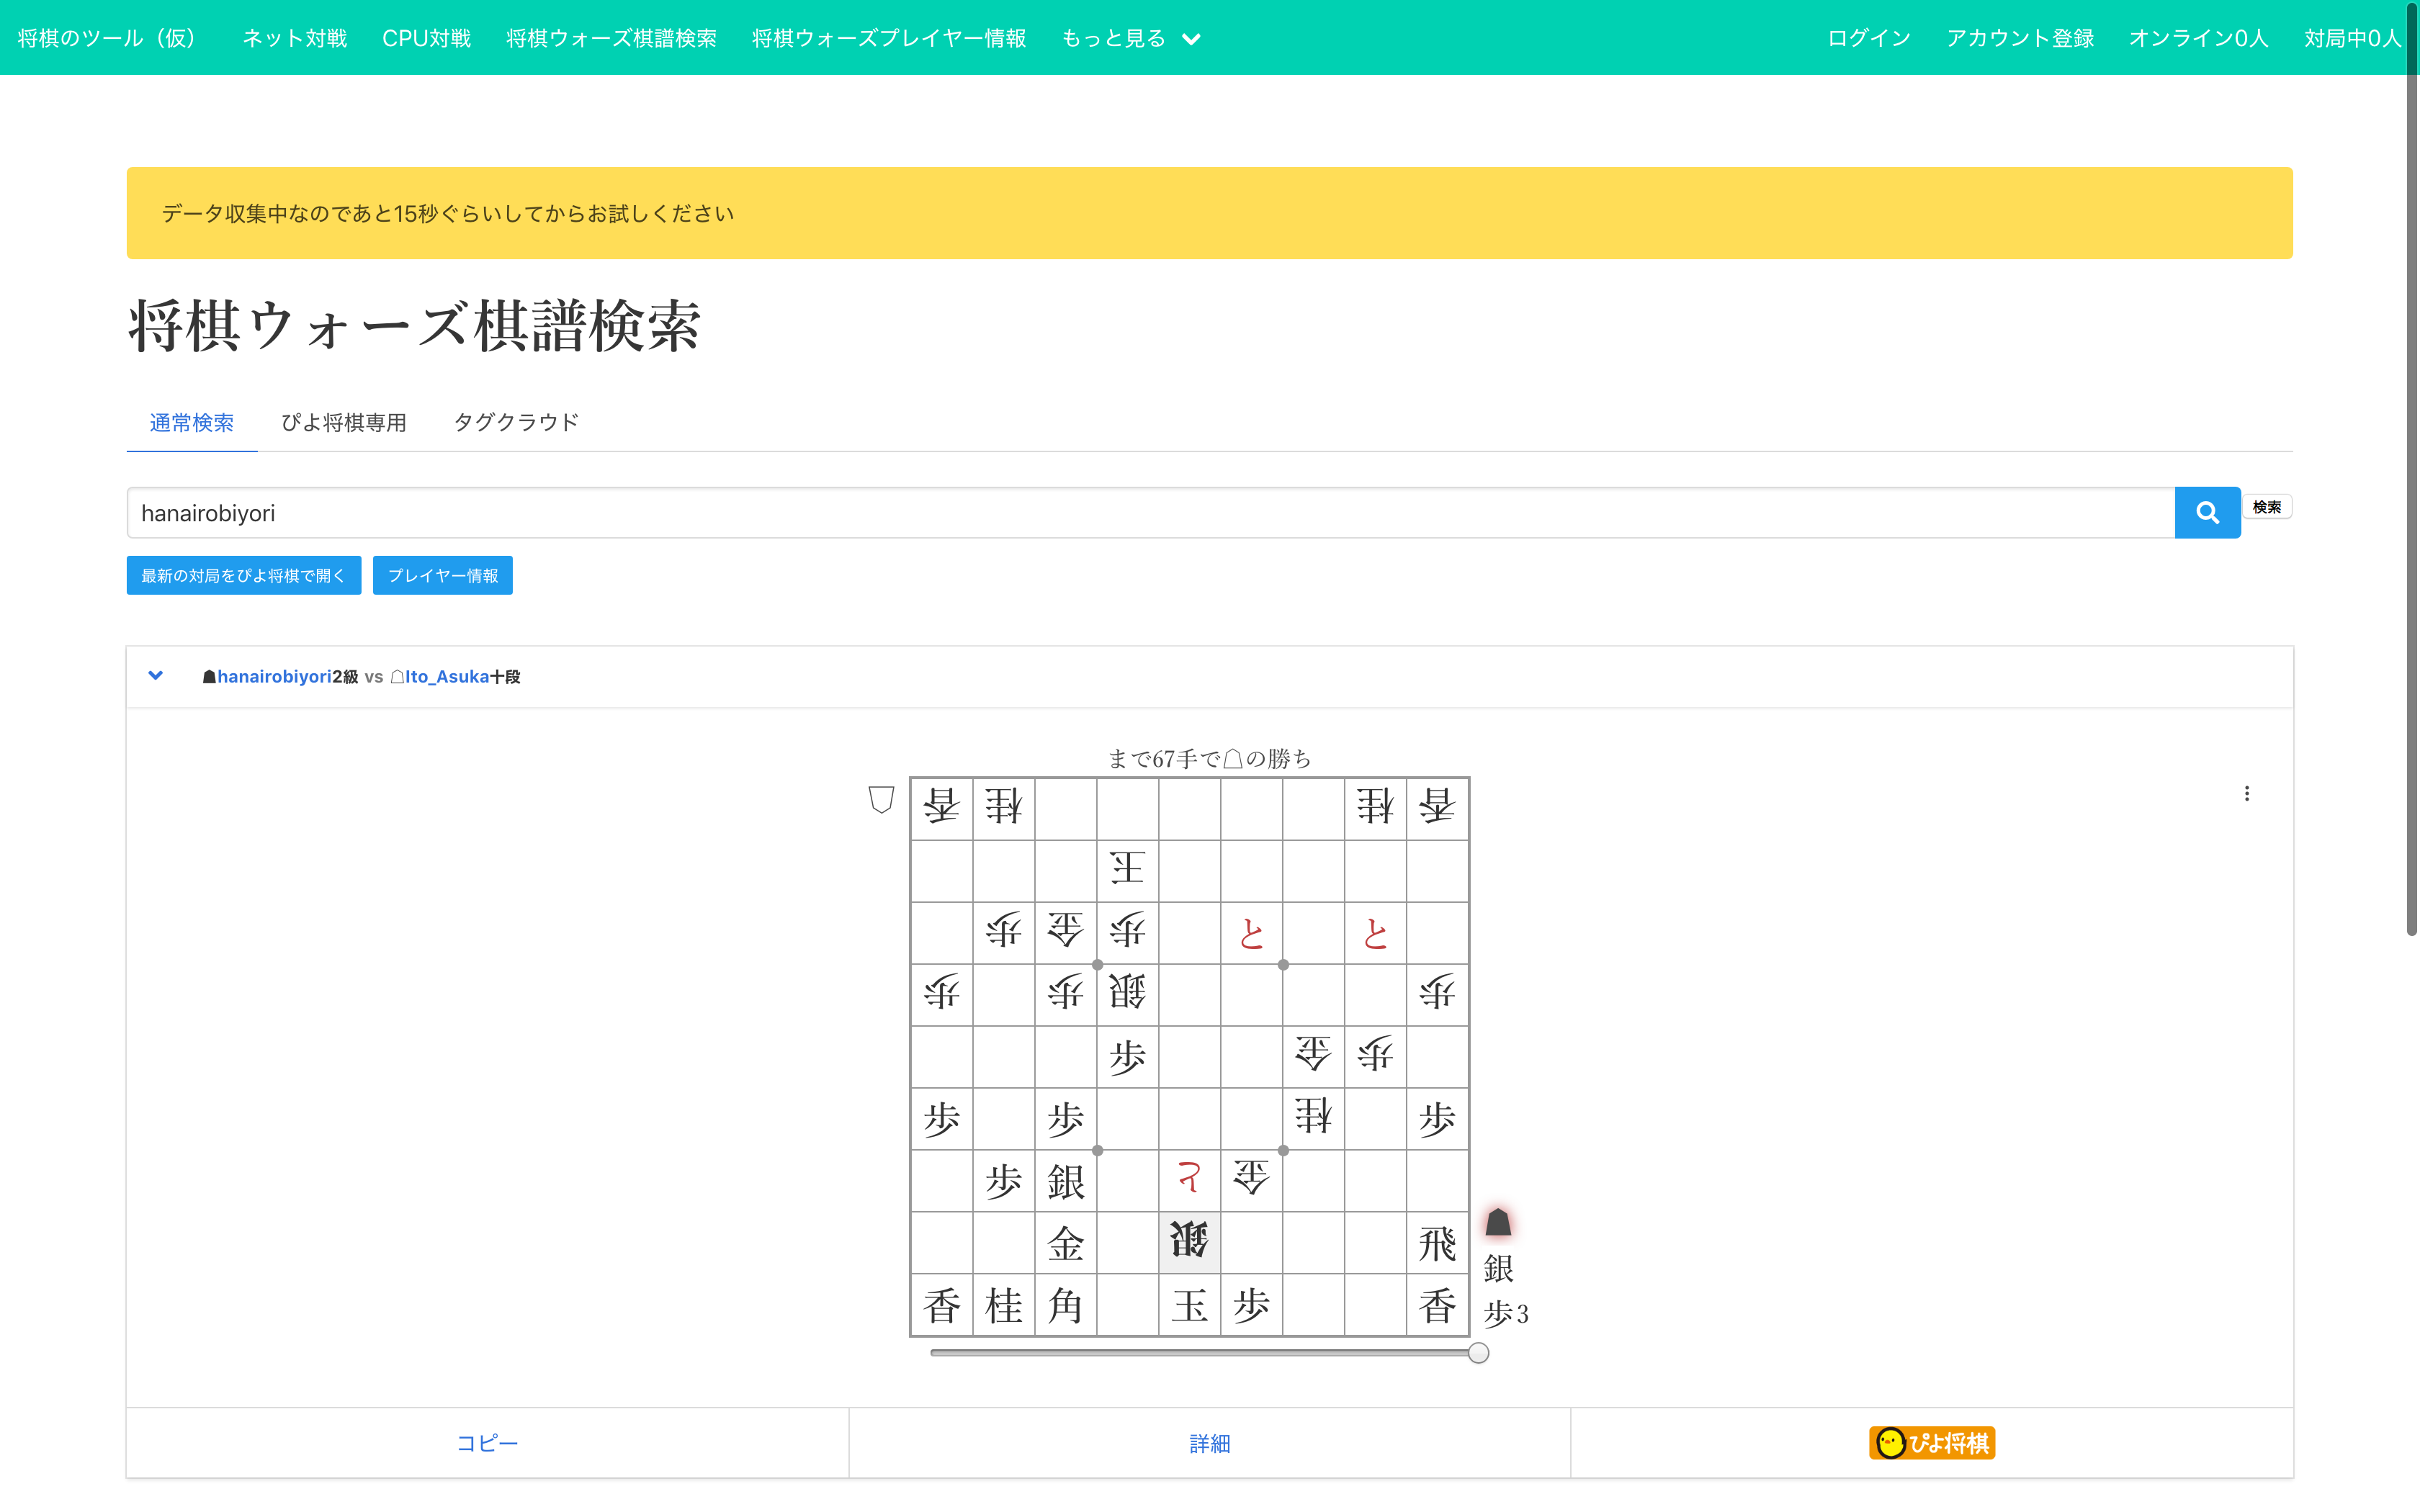 将棋のツール（仮） ネット対戦 CPU対戦 将棋ウォーズ棋譜検索 将棋ウォーズプレイヤー情報 もっと見る ログイン アカウント登録 オンライン0人 対局中0人
データ収集中なのであと15秒ぐらいしてからお試しください
将棋ウォーズ棋譜検索
通常検索 ぴよ将棋専用 タグクラウド
hanairobiyori 検索
最新の対局をぴよ将棋で開く プレイヤー情報
☗hanairobiyori2級 vs ☖Ito_Asuka十段
まで67手で☖の勝ち
香 桂 桂 香
王
歩 金 歩 と と
歩 歩 銀 歩
歩 金 歩
歩 歩 桂 歩
歩 銀 と 金
金 銀 飛
銀
香 桂 角 玉 歩 香
歩3
コピー 詳細 ぴよ将棋